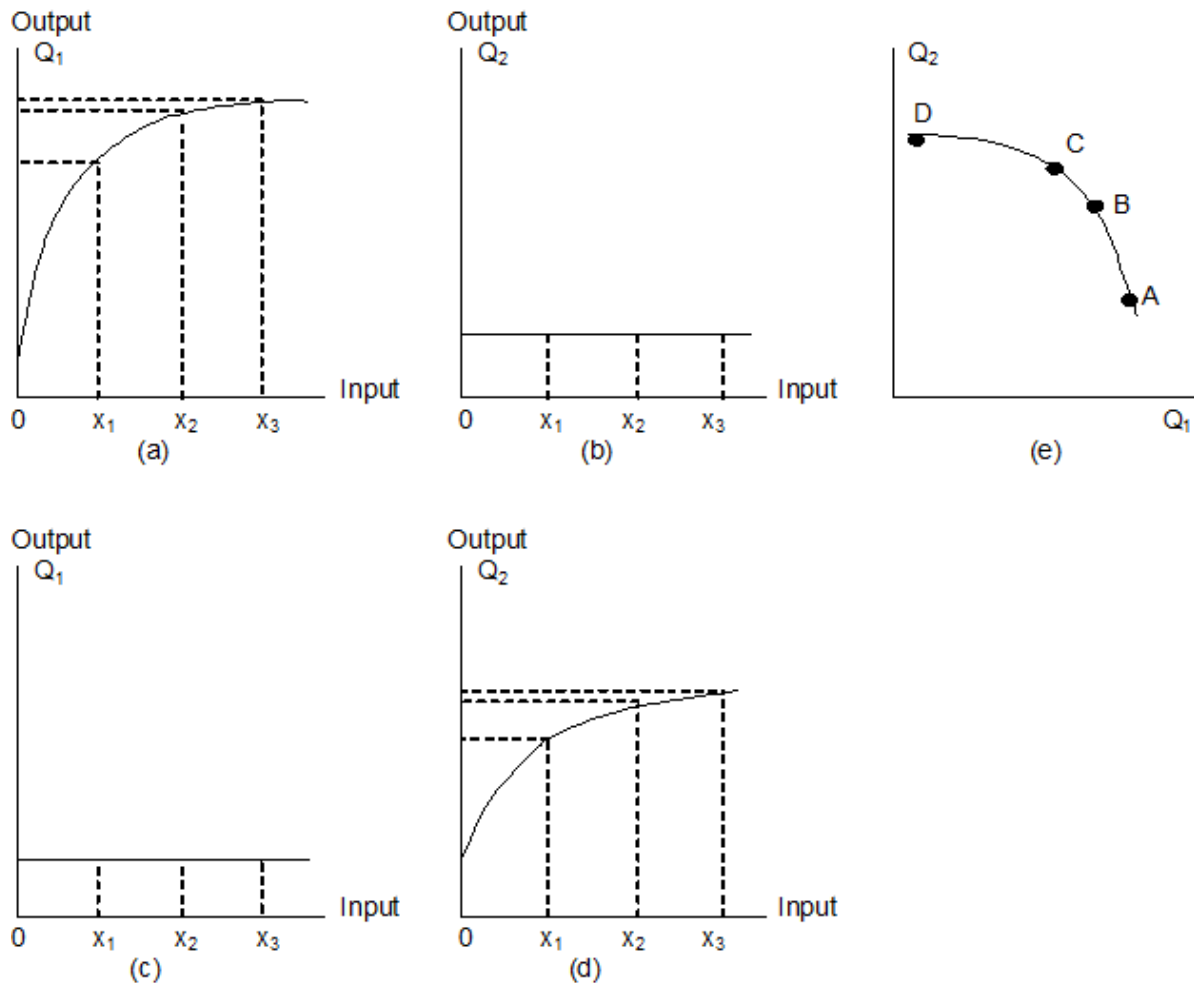 Output
Q₁
Input
0 x₁ x₂ x₃
(a)
Output
Q₂
Input
0 x₁ x₂ x₃
(b)
Q₂
D
C
B
A
Q₁
(e)
Output
Q₁
Input
0 x₁ x₂ x₃
(c)
Output
Q₂
Input
0 x₁ x₂ x₃
(d)